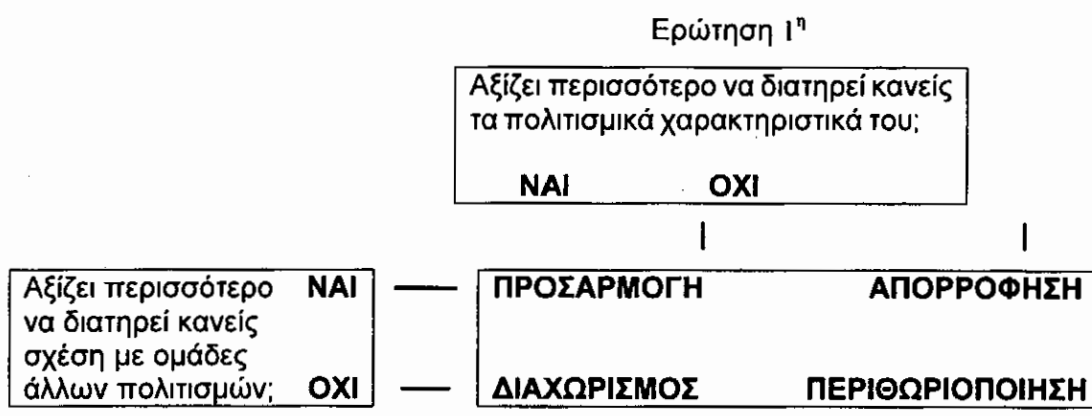 Ερώτηση 1η
Αξίζει περισσότερο να διατηρεί κανείς
τα πολιτισμικά χαρακτηριστικά του;
ΝΑΙ ΟΧΙ
Αξίζει περισσότερο ΝΑΙ
να διατηρεί κανείς
σχέση με ομάδες
άλλων πολιτισμών; ΟΧΙ
ΠΡΟΣΑΡΜΟΓΗ ΑΠΟΡΡΟΦΗΣΗ
ΔΙΑΧΩΡΙΣΜΟΣ ΠΕΡΙΘΩΡΙΟΠΟΙΗΣΗ